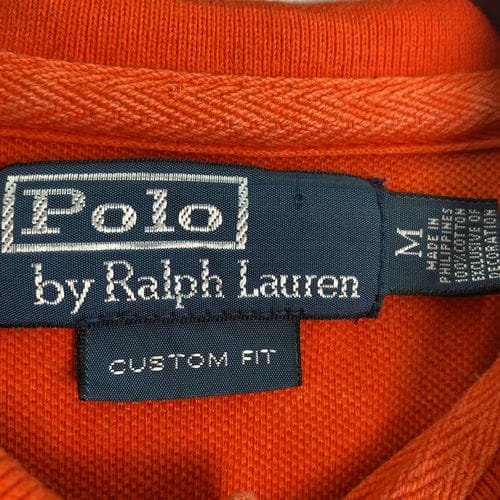 Polo
by Ralph Lauren
CUSTOM FIT
M
MADE IN
PHILIPPINES
100% COTTON
EXCLUSIVE OF
DECORATION